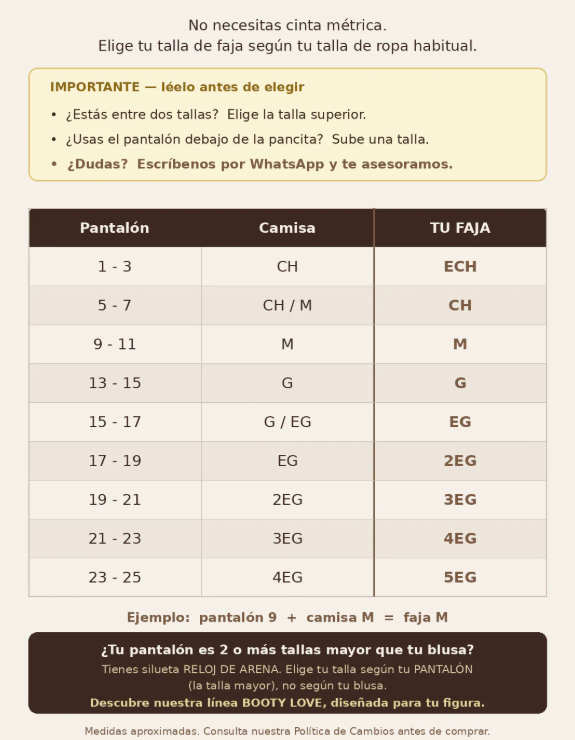 No necesitas cinta métrica.
Elige tu talla de faja según tu talla de ropa habitual.
IMPORTANTE — léelo antes de elegir
• ¿Estás entre dos tallas? Elige la talla superior.
• ¿Usas el pantalón debajo de la pancita? Sube una talla.
• ¿Dudas? Escríbenos por WhatsApp y te asesoramos.
Pantalón Camisa TU FAJA
1 - 3 CH ECH
5 - 7 CH / M CH
9 - 11 M M
13 - 15 G G
15 - 17 G / EG EG
17 - 19 EG 2EG
19 - 21 2EG 3EG
21 - 23 3EG 4EG
23 - 25 4EG 5EG
Ejemplo: pantalón 9 + camisa M = faja M
¿Tu pantalón es 2 o más tallas mayor que tu blusa?
Tienes silueta RELOJ DE ARENA. Elige tu talla según tu PANTALÓN
(la talla mayor), no según tu blusa.
Descubre nuestra línea BOOTY LOVE, diseñada para tu figura.
Medidas aproximadas. Consulta nuestra Política de Cambios antes de comprar.